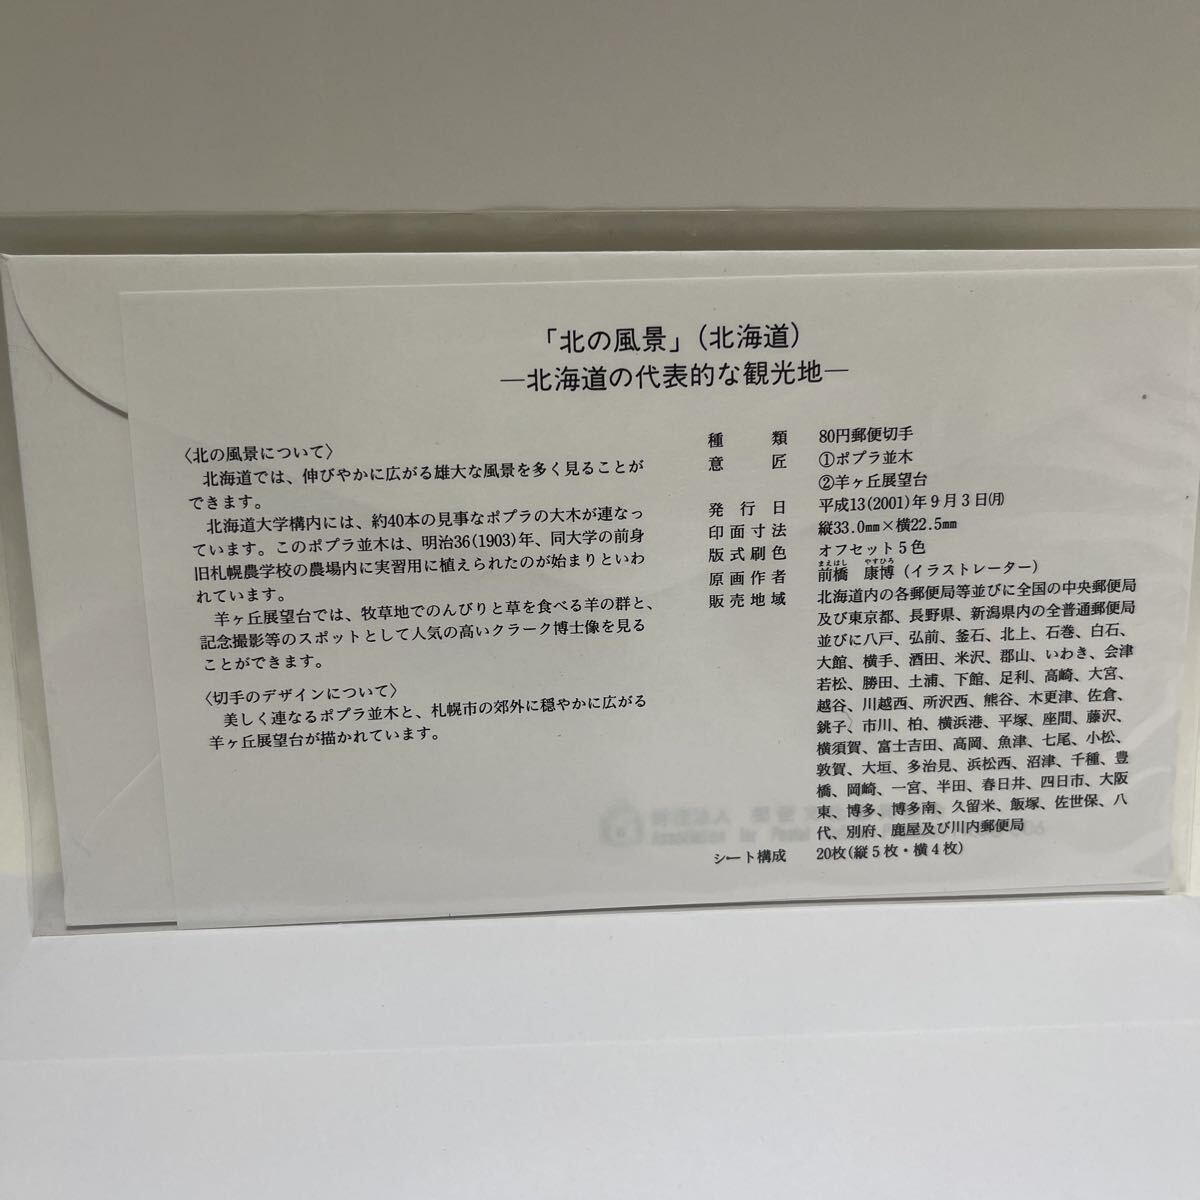 「北の風景」（北海道）
―北海道の代表的な観光地―
〈北の風景について〉
北海道では、伸びやかに広がる雄大な風景を多く見ることが
できます。
北海道大学構内には、約40本の見事なポプラの大木が連なっ
ています。このポプラ並木は、明治36(1903)年、同大学の前身
旧札幌農学校の農場内に実習用に植えられたのが始まりといわ
れています。
羊ヶ丘展望台では、牧草地でのんびりと草を食べる羊の群と、
記念撮影等のスポットとして人気の高いクラーク博士像を見る
ことができます。
〈切手のデザインについて〉
美しく連なるポプラ並木と、札幌市の郊外に穏やかに広がる
羊ヶ丘展望台が描かれています。
種類 80円郵便切手
意匠 ①ポプラ並木
②羊ヶ丘展望台
発行日 平成13(2001)年9月3日㈪
印面寸法 縦33.0㎜×横22.5㎜
版式刷色 オフセット5色
まえはし やすひろ
原画作者 前橋 康博（イラストレーター）
販売地域 北海道内の各郵便局等並びに全国の中央郵便局
及び東京都、長野県、新潟県内の全普通郵便局
並びに八戸、弘前、釜石、北上、石巻、白石、
大館、横手、酒田、米沢、郡山、いわき、会津
若松、勝田、土浦、下館、足利、高崎、大宮、
越谷、川越西、所沢西、熊谷、木更津、佐倉、
銚子、市川、柏、横浜港、平塚、座間、藤沢、
横須賀、富士吉田、高岡、魚津、七尾、小松、
敦賀、大垣、多治見、浜松西、沼津、千種、豊
橋、岡崎、一宮、半田、春日井、四日市、大阪
東、博多、博多南、久留米、飯塚、佐世保、八
代、別府、鹿屋及び川内郵便局
シート構成 20枚(縦5枚・横4枚)